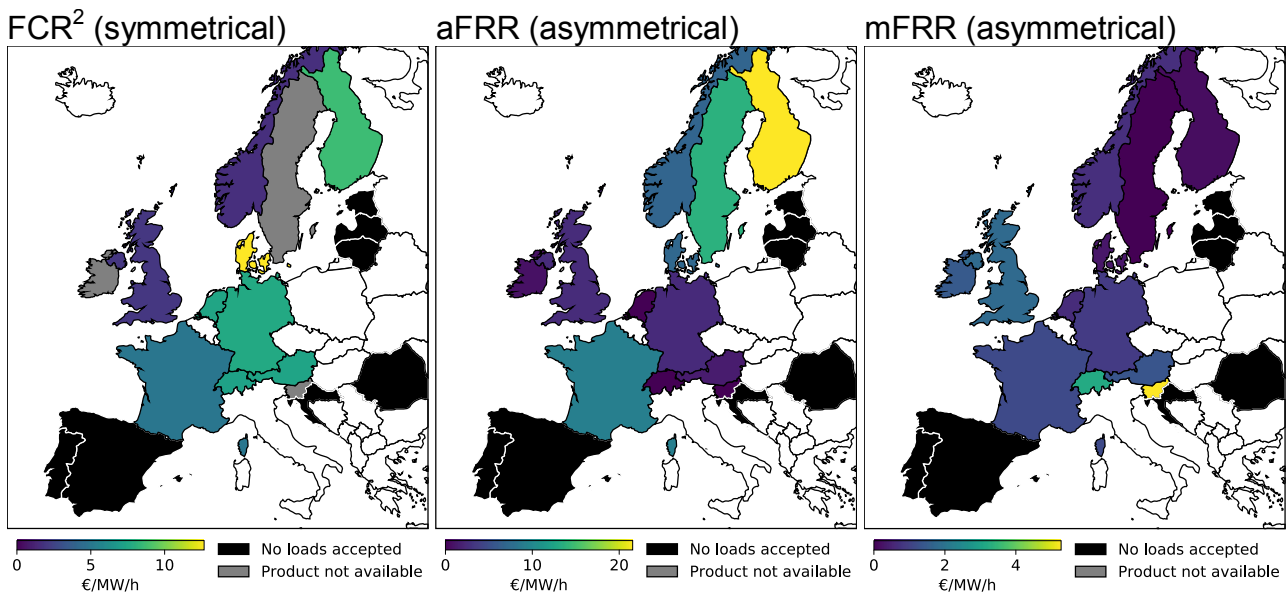 FCR² (symmetrical)
aFRR (asymmetrical)
mFRR (asymmetrical)
0 5 10
€/MW/h
No loads accepted
Product not available
0 10 20
€/MW/h
No loads accepted
Product not available
0 2 4
€/MW/h
No loads accepted
Product not available